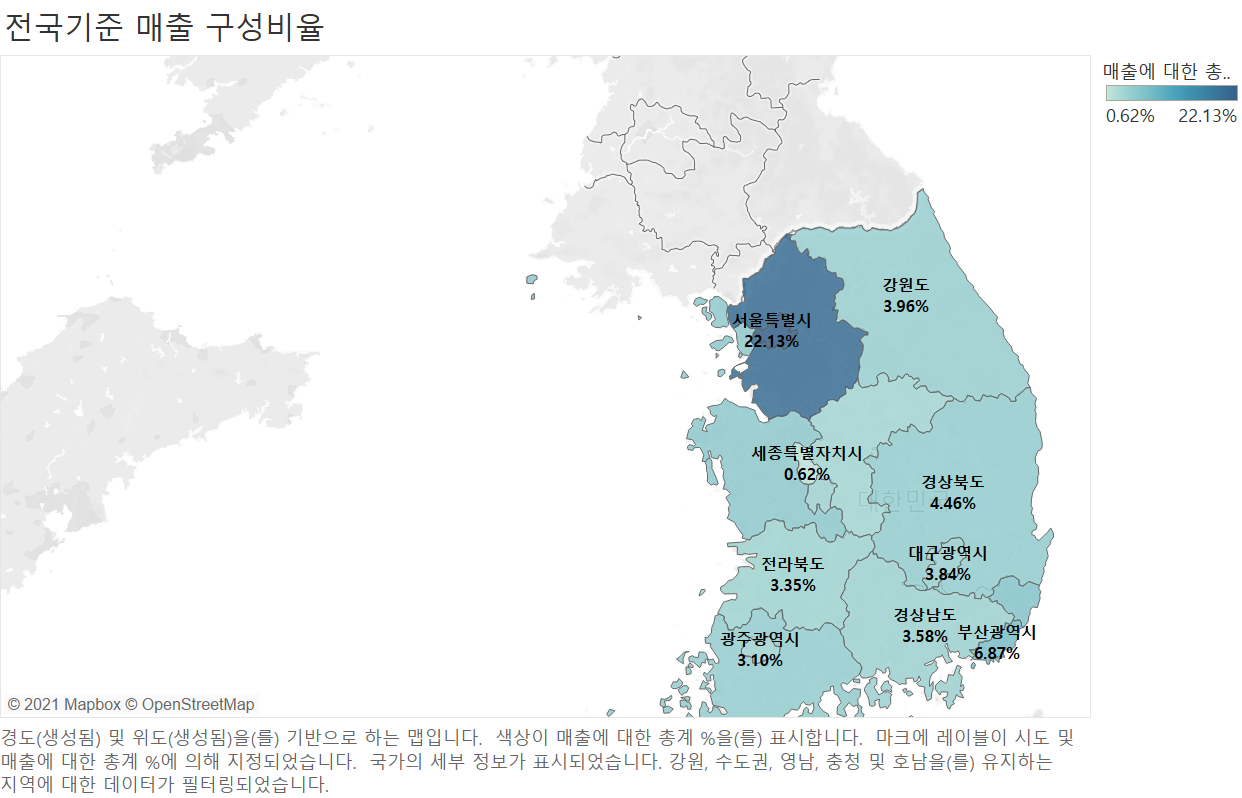 전국기준 매출 구성비율
매출에 대한 총..
0.62% 22.13%
강원도
3.96%
서울특별시
22.13%
세종특별자치시
0.62%
경상북도
4.46%
대한민국
대구광역시
3.84%
전라북도
3.35%
경상남도
3.58%
부산광역시
6.87%
광주광역시
3.10%
© 2021 Mapbox © OpenStreetMap
경도(생성됨) 및 위도(생성됨)을(를) 기반으로 하는 맵입니다. 색상이 매출에 대한 총계 %을(를) 표시합니다. 마크에 레이블이 시도 및
매출에 대한 총계 %에 의해 지정되었습니다. 국가의 세부 정보가 표시되었습니다. 강원, 수도권, 영남, 충청 및 호남을(를) 유지하는
지역에 대한 데이터가 필터링되었습니다.